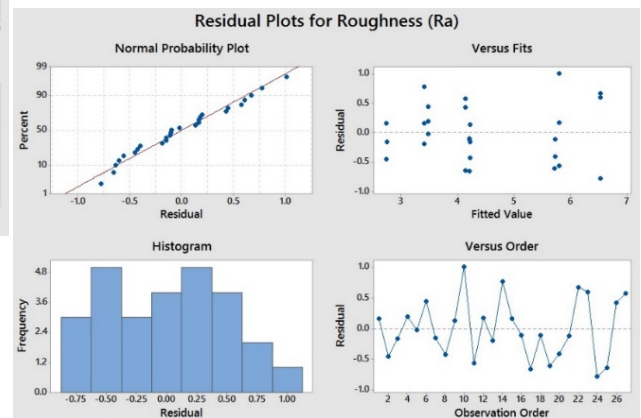 Residual Plots for Roughness (Ra)
Normal Probability Plot
99
90
50
10
1
Percent
-1.0 -0.5 0.0 0.5 1.0
Residual
Versus Fits
1.0
0.5
0.0
-0.5
-1.0
Residual
3 4 5 6 7
Fitted Value
Histogram
4.8
3.6
2.4
1.2
0.0
Frequency
-0.75 -0.50 -0.25 0.00 0.25 0.50 0.75 1.00
Residual
Versus Order
1.0
0.5
0.0
-0.5
-1.0
Residual
2 4 6 8 10 12 14 16 18 20 22 24 26
Observation Order